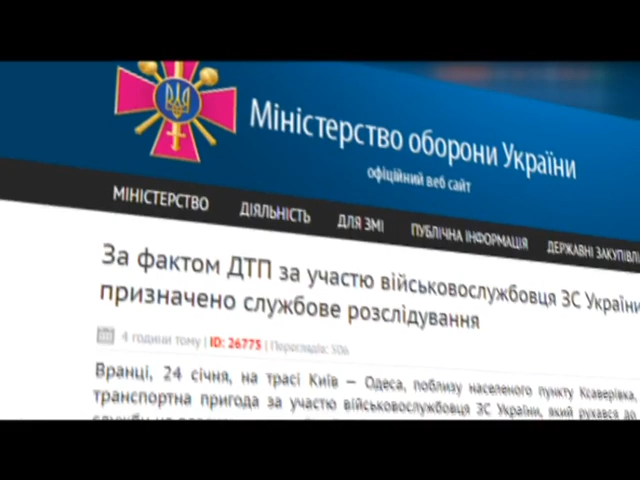 Міністерство оборони України
офіційний веб сайт
МІНІСТЕРСТВО ДІЯЛЬНІСТЬ ДЛЯ ЗМІ ПУБЛІЧНА ІНФОРМАЦІЯ ДЕРЖАВНІ ЗАКУПІВЛІ
За фактом ДТП за участю військовослужбовця ЗС України
призначено службове розслідування
4 години тому | ID: 26775 | Переглядів: 506
Вранці, 24 січня, на трасі Київ – Одеса, поблизу населеного пункту Ксаверівка,
транспортна пригода за участю військовослужбовця ЗС України, який рухався до